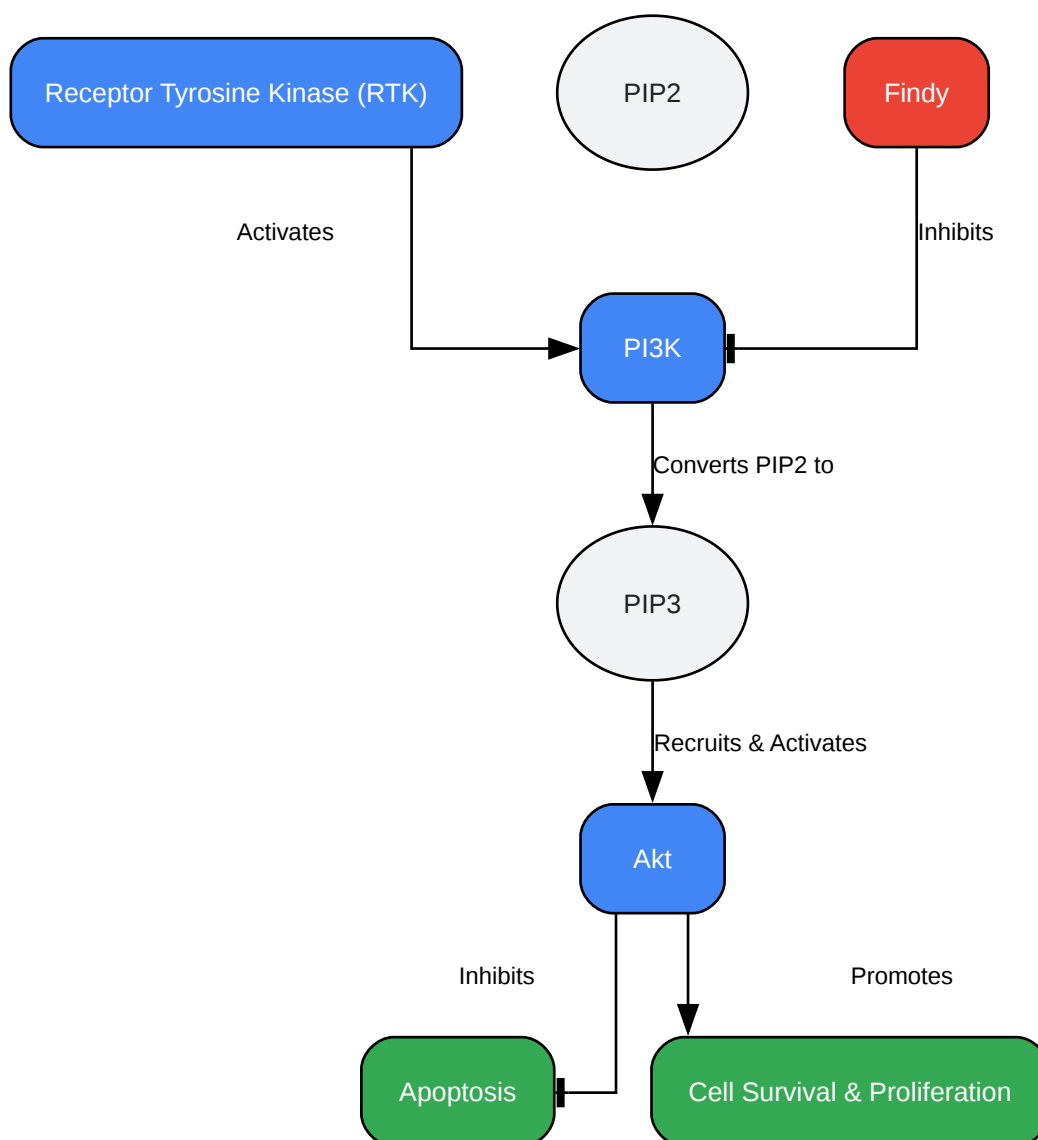 Receptor Tyrosine Kinase (RTK)
PIP2
Findy
Activates
Inhibits
PI3K
Converts PIP2 to
PIP3
Recruits & Activates
Akt
Inhibits
Promotes
Apoptosis
Cell Survival & Proliferation